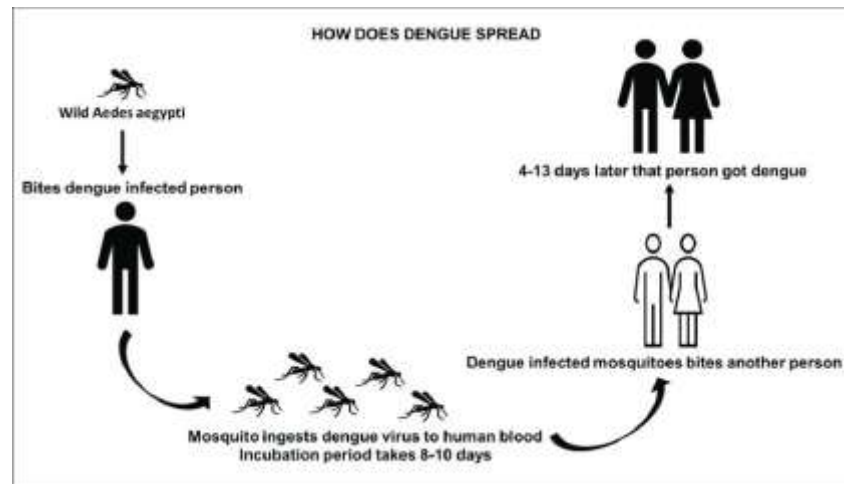 HOW DOES DENGUE SPREAD
Wild Aedes aegypti
Bites dengue infected person
Mosquito ingests dengue virus to human blood
Incubation period takes 8-10 days
Dengue infected mosquitoes bites another person
4-13 days later that person got dengue